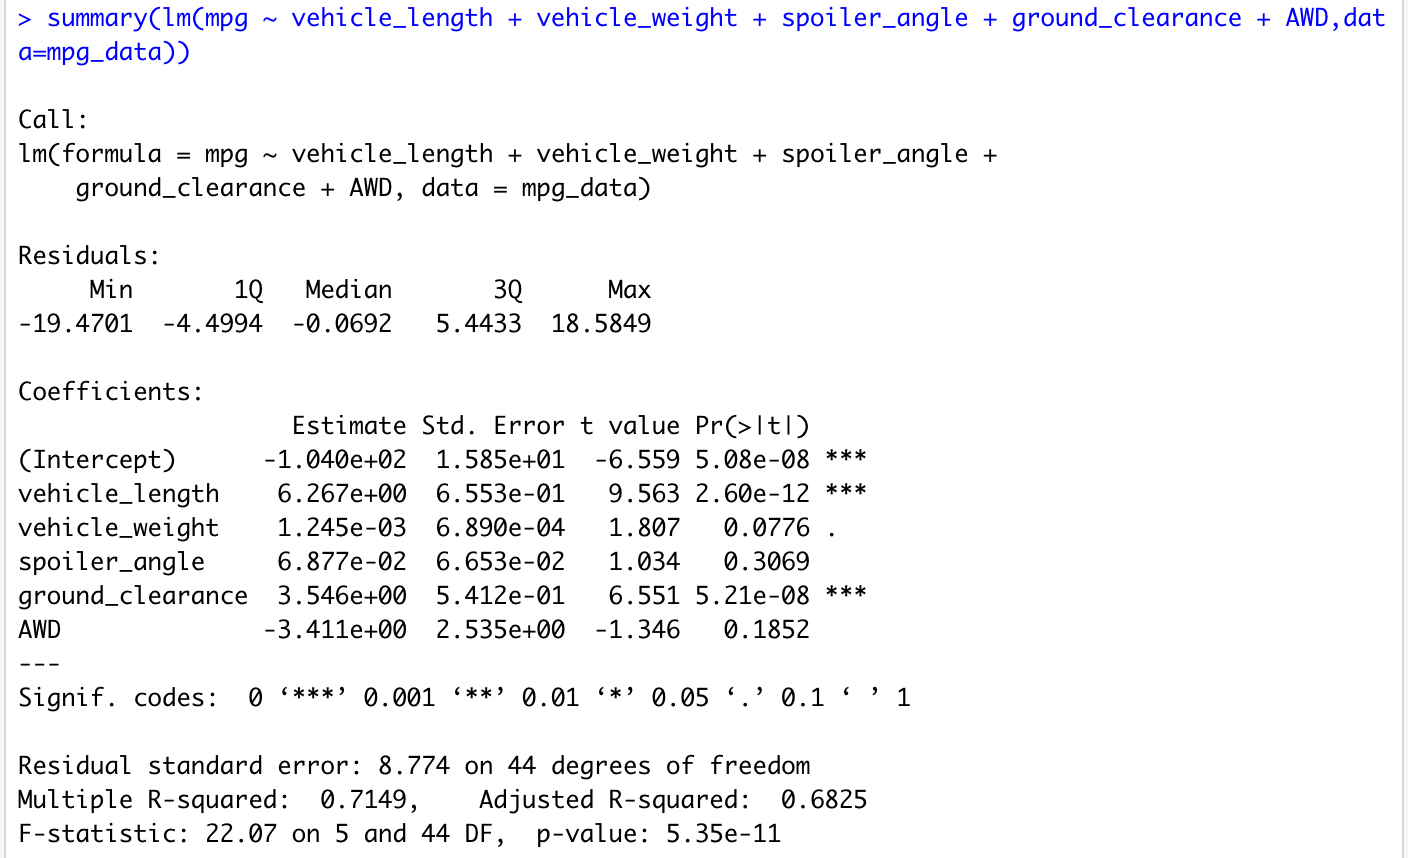 > summary(lm(mpg ~ vehicle_length + vehicle_weight + spoiler_angle + ground_clearance + AWD,dat
a=mpg_data))
Call:
lm(formula = mpg ~ vehicle_length + vehicle_weight + spoiler_angle +
    ground_clearance + AWD, data = mpg_data)
Residuals:
     Min       1Q   Median       3Q      Max
-19.4701  -4.4994  -0.0692   5.4433  18.5849
Coefficients:
                   Estimate Std. Error t value Pr(>|t|)
(Intercept)      -1.040e+02  1.585e+01  -6.559 5.08e-08 ***
vehicle_length    6.267e+00  6.553e-01   9.563 2.60e-12 ***
vehicle_weight    1.245e-03  6.890e-04   1.807   0.0776 .
spoiler_angle     6.877e-02  6.653e-02   1.034   0.3069
ground_clearance  3.546e+00  5.412e-01   6.551 5.21e-08 ***
AWD              -3.411e+00  2.535e+00  -1.346   0.1852
---
Signif. codes:  0 ‘***’ 0.001 ‘**’ 0.01 ‘*’ 0.05 ‘.’ 0.1 ‘ ’ 1
Residual standard error: 8.774 on 44 degrees of freedom
Multiple R-squared:  0.7149,    Adjusted R-squared:  0.6825
F-statistic: 22.07 on 5 and 44 DF,  p-value: 5.35e-11